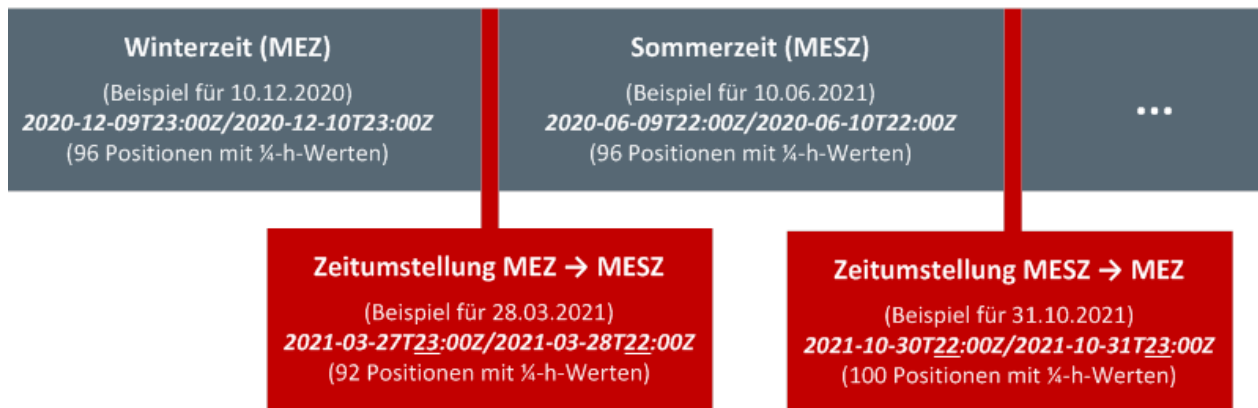 Winterzeit (MEZ)
(Beispiel für 10.12.2020)
2020-12-09T23:00Z/2020-12-10T23:00Z
(96 Positionen mit ¼-h-Werten)
Sommerzeit (MESZ)
(Beispiel für 10.06.2021)
2020-06-09T22:00Z/2020-06-10T22:00Z
(96 Positionen mit ¼-h-Werten)
...
Zeitumstellung MEZ → MESZ
(Beispiel für 28.03.2021)
2021-03-27T23:00Z/2021-03-28T22:00Z
(92 Positionen mit ¼-h-Werten)
Zeitumstellung MESZ → MEZ
(Beispiel für 31.10.2021)
2021-10-30T22:00Z/2021-10-31T23:00Z
(100 Positionen mit ¼-h-Werten)